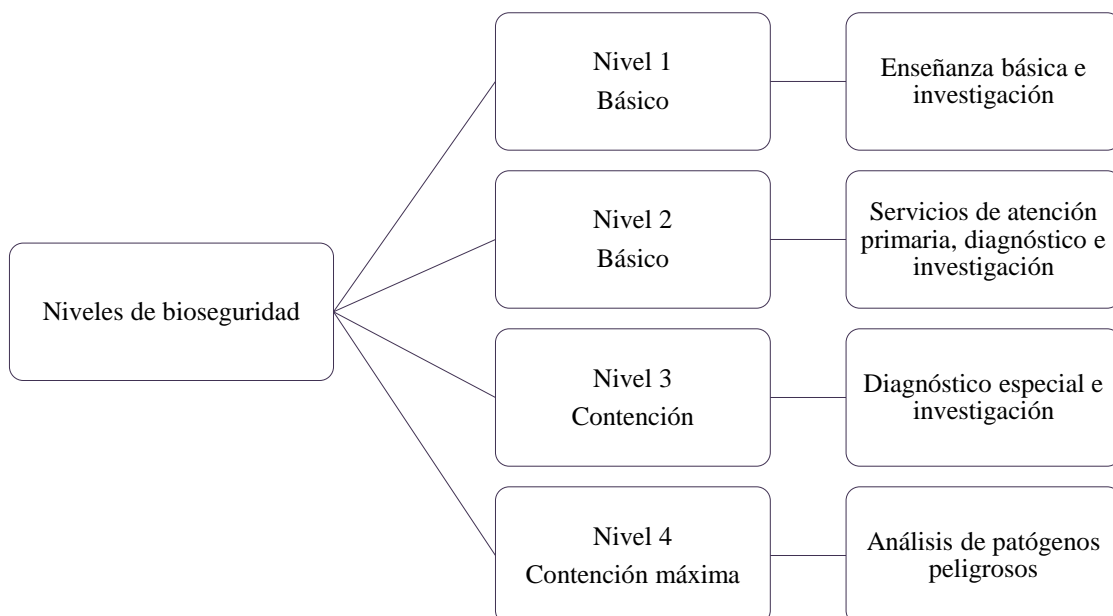 Niveles de bioseguridad
Nivel 1
Básico
Enseñanza básica e
investigación
Nivel 2
Básico
Servicios de atención
primaria, diagnóstico e
investigación
Nivel 3
Contención
Diagnóstico especial e
investigación
Nivel 4
Contención máxima
Análisis de patógenos
peligrosos